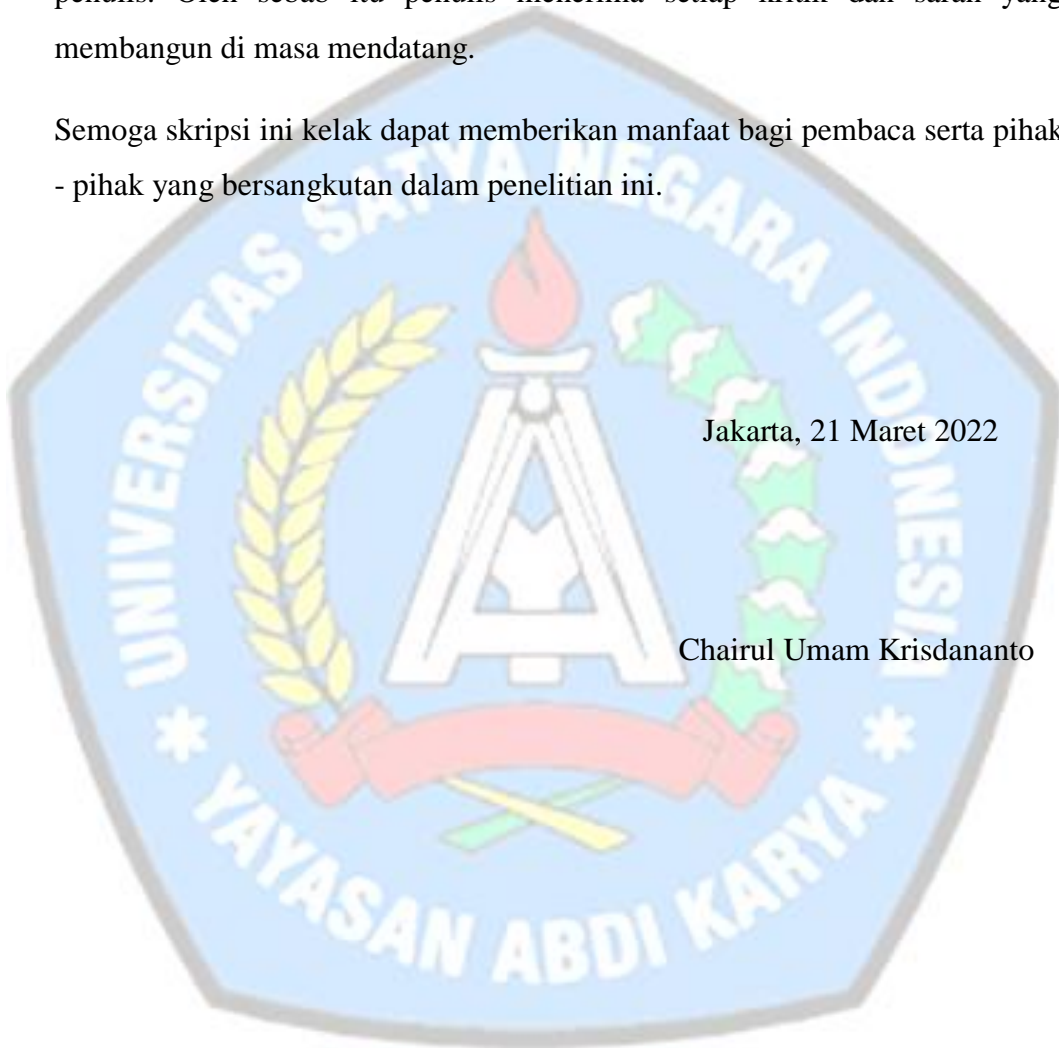 penulis. Oleh sebab itu penulis menerima setiap kritik dan saran yang
membangun di masa mendatang.
Semoga skripsi ini kelak dapat memberikan manfaat bagi pembaca serta pihak
- pihak yang bersangkutan dalam penelitian ini.
UNIVERSITAS SATYA NEGARA INDONESIA
Jakarta, 21 Maret 2022
Chairul Umam Krisdananto
* YAYASAN ABDI KARYA *